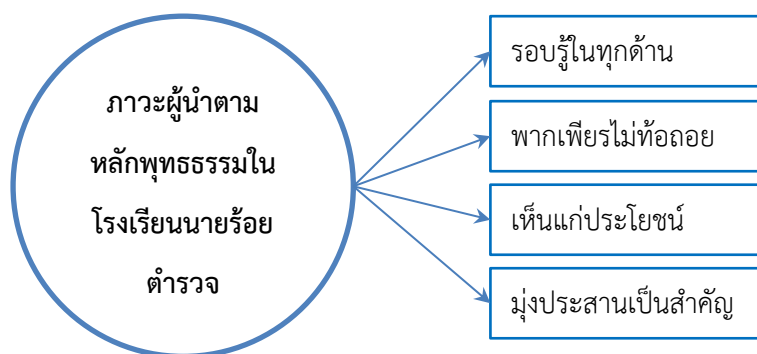 ภาวะผู้นำตาม
หลักพุทธธรรมใน
โรงเรียนนายร้อย
ตำรวจ
รอบรู้ในทุกด้าน
พากเพียรไม่ท้อถอย
เห็นแก่ประโยชน์
มุ่งประสานเป็นสำคัญ